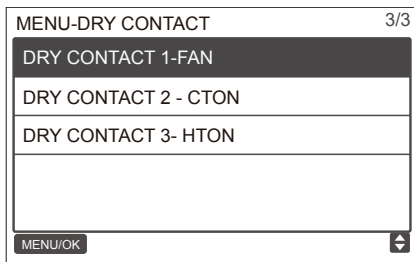 MENU-DRY CONTACT 3/3
DRY CONTACT 1-FAN
DRY CONTACT 2 - CTON
DRY CONTACT 3- HTON
MENU/OK